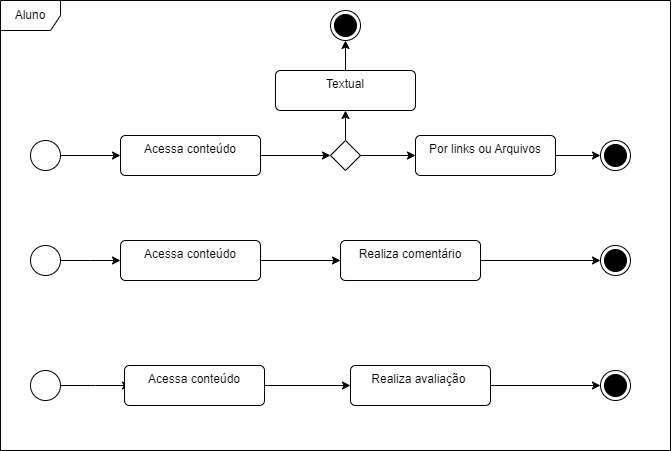 Aluno
Textual
Acessa conteúdo
Por links ou Arquivos
Acessa conteúdo
Realiza comentário
Acessa conteúdo
Realiza avaliação